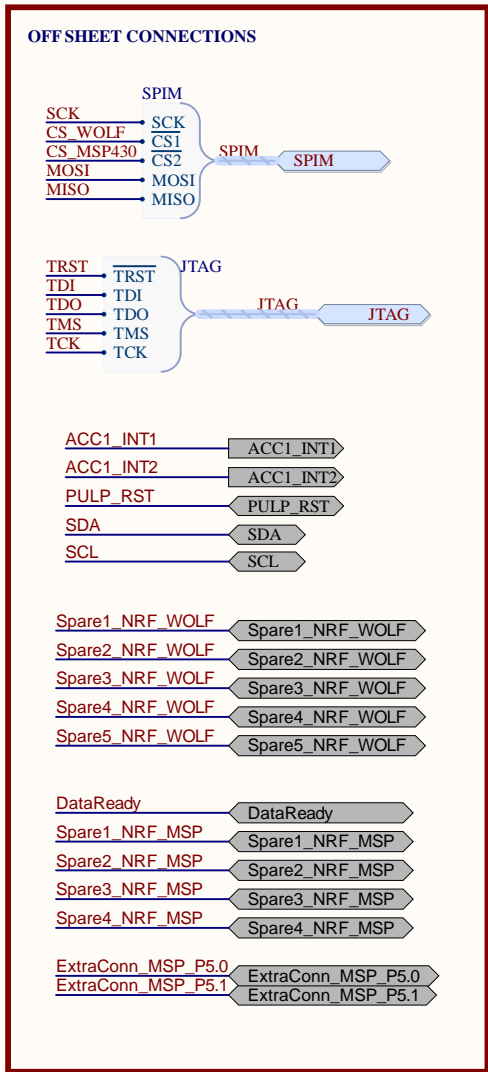 OFF SHEET CONNECTIONS
SPIM
SCK SCK
CS_WOLF CS1 SPIM SPIM
CS_MSP430 CS2
MOSI MOSI
MISO MISO
TRST TRST JTAG
TDI TDI
TDO TDO JTAG JTAG
TMS TMS
TCK TCK
ACC1_INT1 ACC1_INT1
ACC1_INT2 ACC1_INT2
PULP_RST PULP_RST
SDA SDA
SCL SCL
Spare1_NRF_WOLF Spare1_NRF_WOLF
Spare2_NRF_WOLF Spare2_NRF_WOLF
Spare3_NRF_WOLF Spare3_NRF_WOLF
Spare4_NRF_WOLF Spare4_NRF_WOLF
Spare5_NRF_WOLF Spare5_NRF_WOLF
DataReady DataReady
Spare1_NRF_MSP Spare1_NRF_MSP
Spare2_NRF_MSP Spare2_NRF_MSP
Spare3_NRF_MSP Spare3_NRF_MSP
Spare4_NRF_MSP Spare4_NRF_MSP
ExtraConn_MSP_P5.0 ExtraConn_MSP_P5.0
ExtraConn_MSP_P5.1 ExtraConn_MSP_P5.1